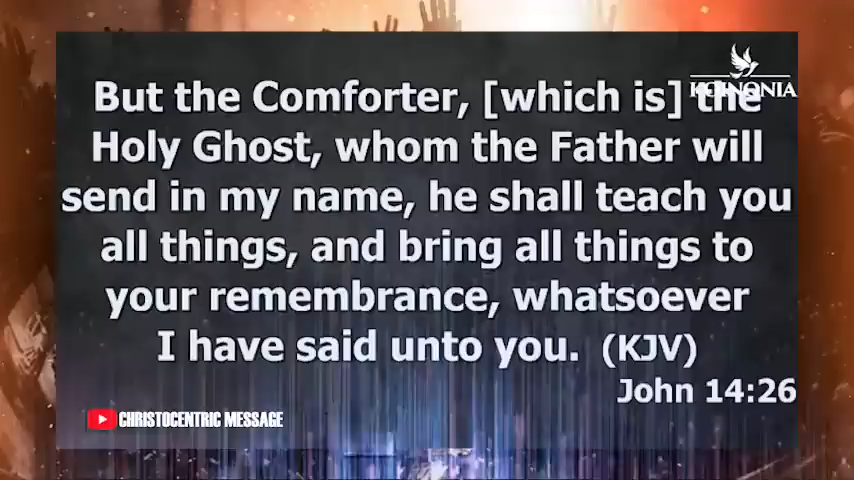 KOINONIA
But the Comforter, [which is] the
Holy Ghost, whom the Father will
send in my name, he shall teach you
all things, and bring all things to
your remembrance, whatsoever
I have said unto you. (KJV)
John 14:26
CHRISTOCENTRIC MESSAGE